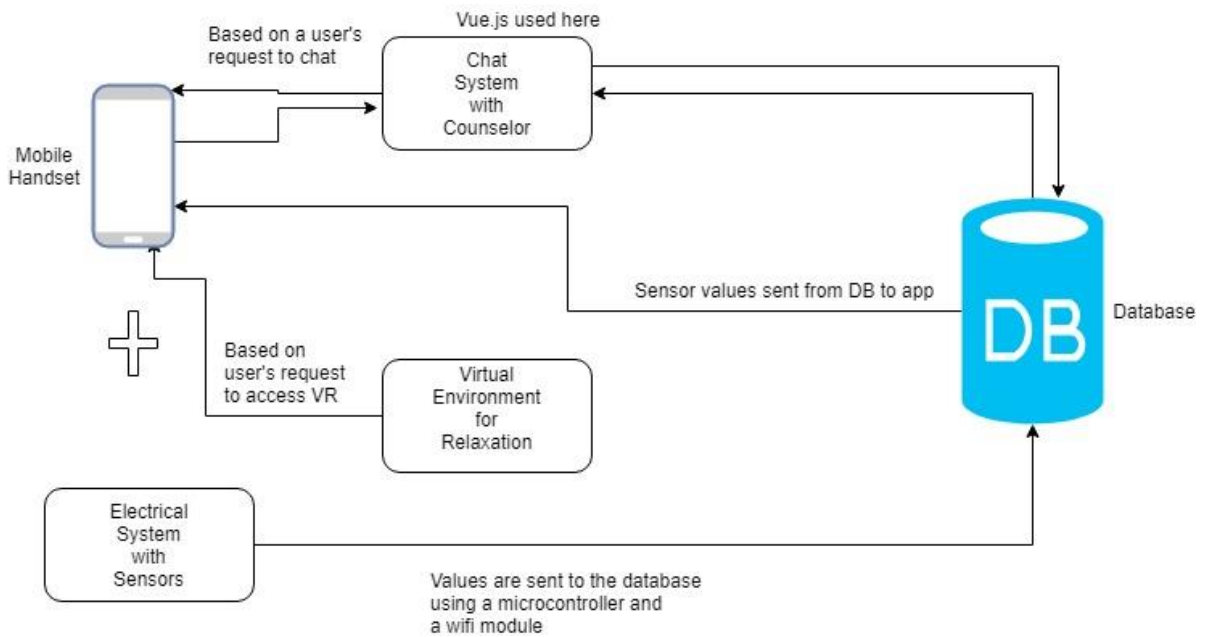 Vue.js used here
Based on a user's
request to chat
Chat
System
with
Counselor
Mobile
Handset
Sensor values sent from DB to app
DB
Database
Based on
user's request
to access VR
Virtual
Environment
for
Relaxation
Electrical
System
with
Sensors
Values are sent to the database
using a microcontroller and
a wifi module